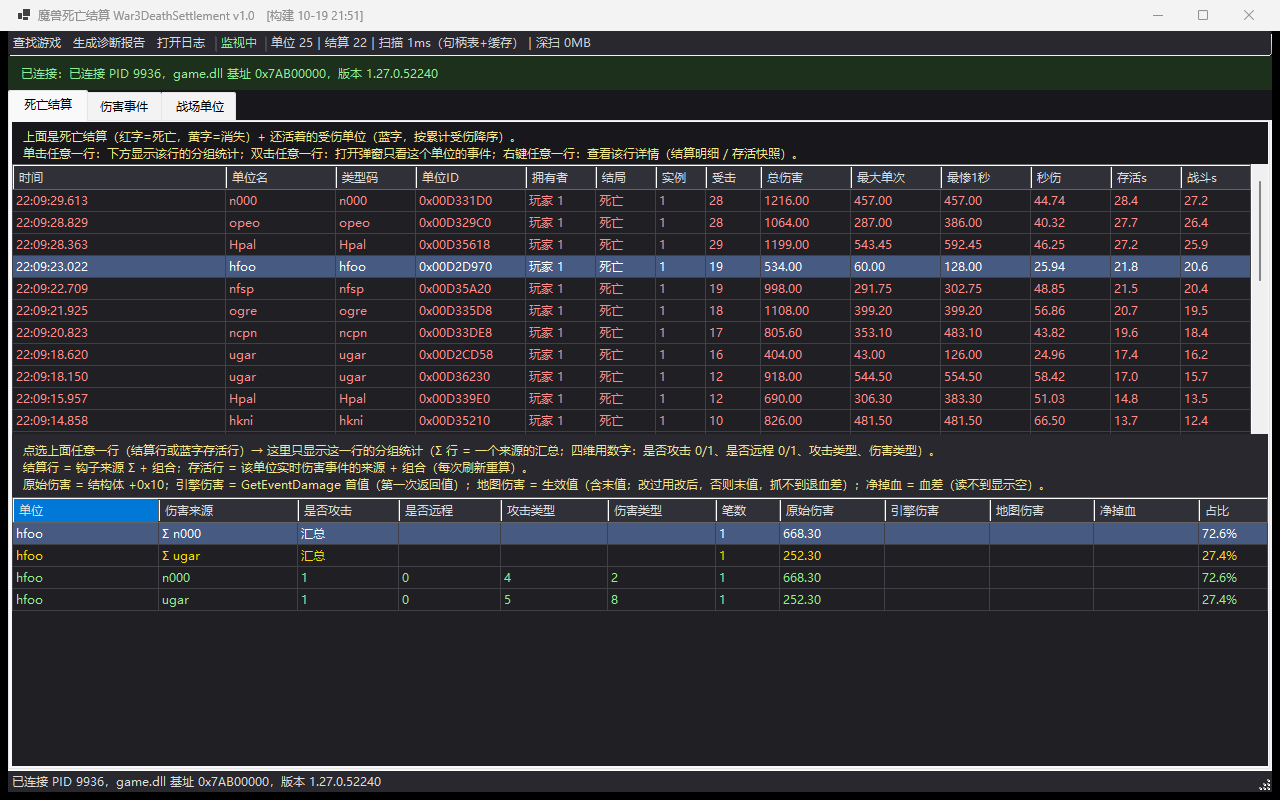 魔兽死亡结算 War3DeathSettlement v1.0 [构建 10-19 21:51]
查找游戏 生成诊断报告 打开日志 | 监视中 | 单位 25 | 结算 22 | 扫描 1ms（句柄表+缓存） | 深扫 0MB
已连接：已连接 PID 9936，game.dll 基址 0x7AB00000，版本 1.27.0.52240
死亡结算 伤害事件 战场单位
上面是死亡结算（红字=死亡，黄字=消失）+ 还活着的受伤单位（蓝字，按累计受伤降序）。
单击任意一行：下方显示该行的分组统计；双击任意一行：打开弹窗只看这个单位的事件；右键任意一行：查看该行详情（结算明细 / 存活快照）。
时间 单位名 类型码 单位ID 拥有者 结局 实例 受击 总伤害 最大单次 最惨1秒 秒伤 存活s 战斗s
22:09:29.613 n000 n000 0x00D331D0 玩家 1 死亡 1 28 1216.00 457.00 457.00 44.74 28.4 27.2
22:09:28.829 opeo opeo 0x00D329C0 玩家 1 死亡 1 28 1064.00 287.00 386.00 40.32 27.7 26.4
22:09:28.363 Hpal Hpal 0x00D35618 玩家 1 死亡 1 29 1199.00 543.45 592.45 46.25 27.2 25.9
22:09:23.022 hfoo hfoo 0x00D2D970 玩家 1 死亡 1 19 534.00 60.00 128.00 25.94 21.8 20.6
22:09:22.709 nfsp nfsp 0x00D35A20 玩家 1 死亡 1 19 998.00 291.75 302.75 48.85 21.5 20.4
22:09:21.925 ogre ogre 0x00D335D8 玩家 1 死亡 1 18 1108.00 399.20 399.20 56.86 20.7 19.5
22:09:20.823 ncpn ncpn 0x00D33DE8 玩家 1 死亡 1 17 805.60 353.10 483.10 43.82 19.6 18.4
22:09:18.620 ugar ugar 0x00D2CD58 玩家 1 死亡 1 16 404.00 43.00 126.00 24.96 17.4 16.2
22:09:18.150 ugar ugar 0x00D36230 玩家 1 死亡 1 12 918.00 544.50 554.50 58.42 17.0 15.7
22:09:15.957 Hpal Hpal 0x00D339E0 玩家 1 死亡 1 12 690.00 306.30 383.30 51.03 14.8 13.5
22:09:14.858 hkni hkni 0x00D35210 玩家 1 死亡 1 10 826.00 481.50 481.50 66.50 13.7 12.4
点选上面任意一行（结算行或蓝字存活行）→ 这里只显示这一行的分组统计（Σ 行 = 一个来源的汇总；四维用数字：是否攻击 0/1、是否远程 0/1、攻击类型、伤害类型）。
结算行 = 钩子来源 Σ + 组合；存活行 = 该单位实时伤害事件的来源 + 组合（每次刷新重算）。
原始伤害 = 结构体 +0x10；引擎伤害 = GetEventDamage 首值（第一次返回值）；地图伤害 = 生效值（含末值；改过用改后，否则末值，抓不到退血差）；净掉血 = 血差（读不到显示空）。
单位 伤害来源 是否攻击 是否远程 攻击类型 伤害类型 笔数 原始伤害 引擎伤害 地图伤害 净掉血 占比
hfoo Σ n000 汇总 1 668.30 72.6%
hfoo Σ ugar 汇总 1 252.30 27.4%
hfoo n000 1 0 4 2 1 668.30 72.6%
hfoo ugar 1 0 5 8 1 252.30 27.4%
已连接 PID 9936，game.dll 基址 0x7AB00000，版本 1.27.0.52240